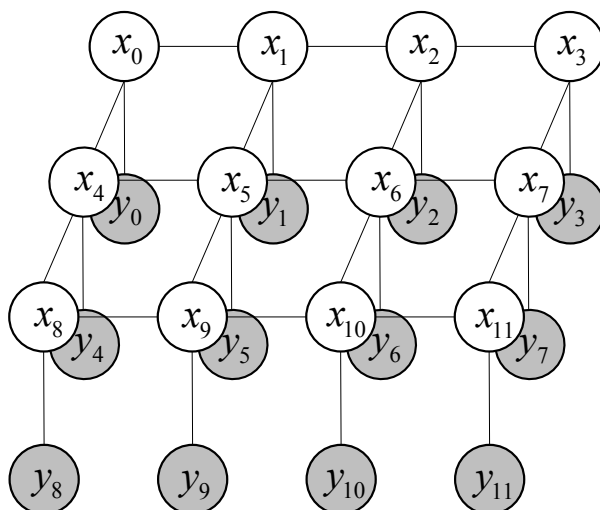 x₀ x₁ x₂ x₃
x₄ x₅ x₆ x₇
y₀ y₁ y₂ y₃
x₈ x₉ x₁₀ x₁₁
y₄ y₅ y₆ y₇
y₈ y₉ y₁₀ y₁₁